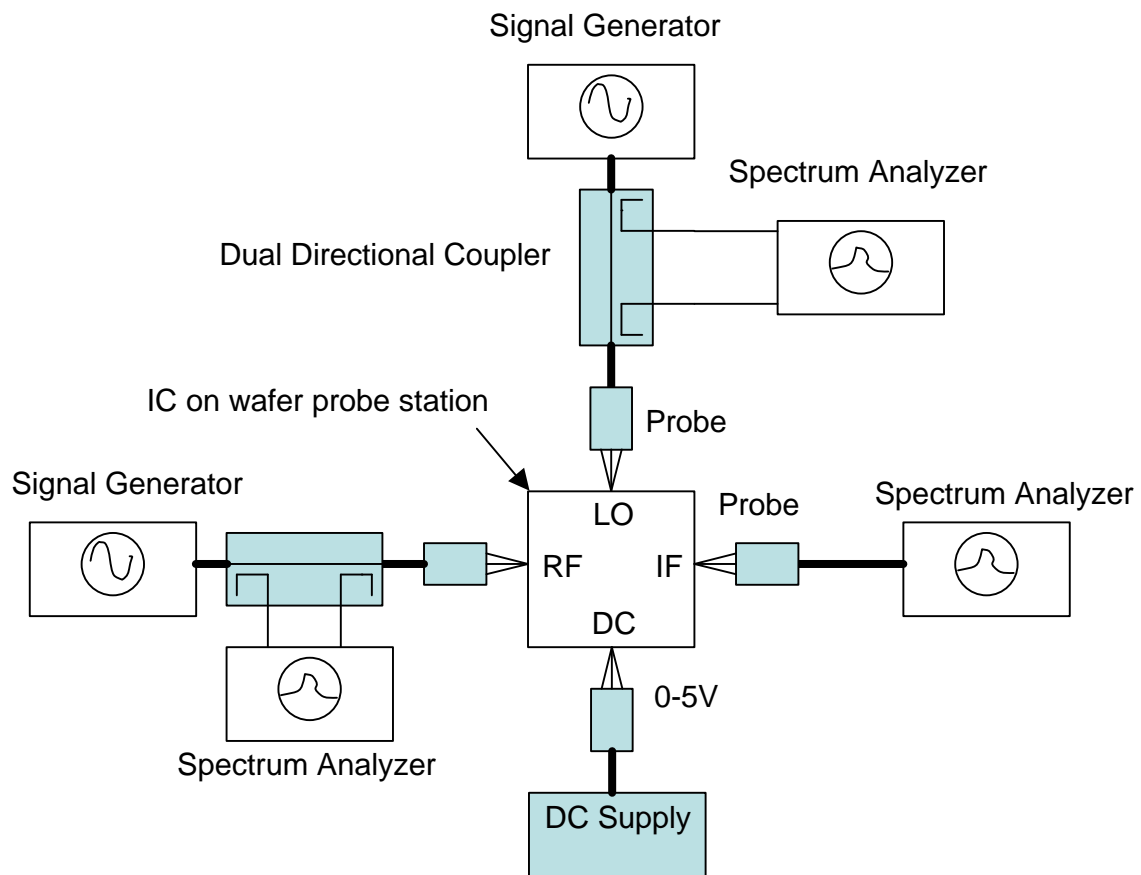 Signal Generator
Spectrum Analyzer
Dual Directional Coupler
IC on wafer probe station
Probe
Signal Generator
Probe
Spectrum Analyzer
LO
RF
IF
DC
0-5V
Spectrum Analyzer
DC Supply